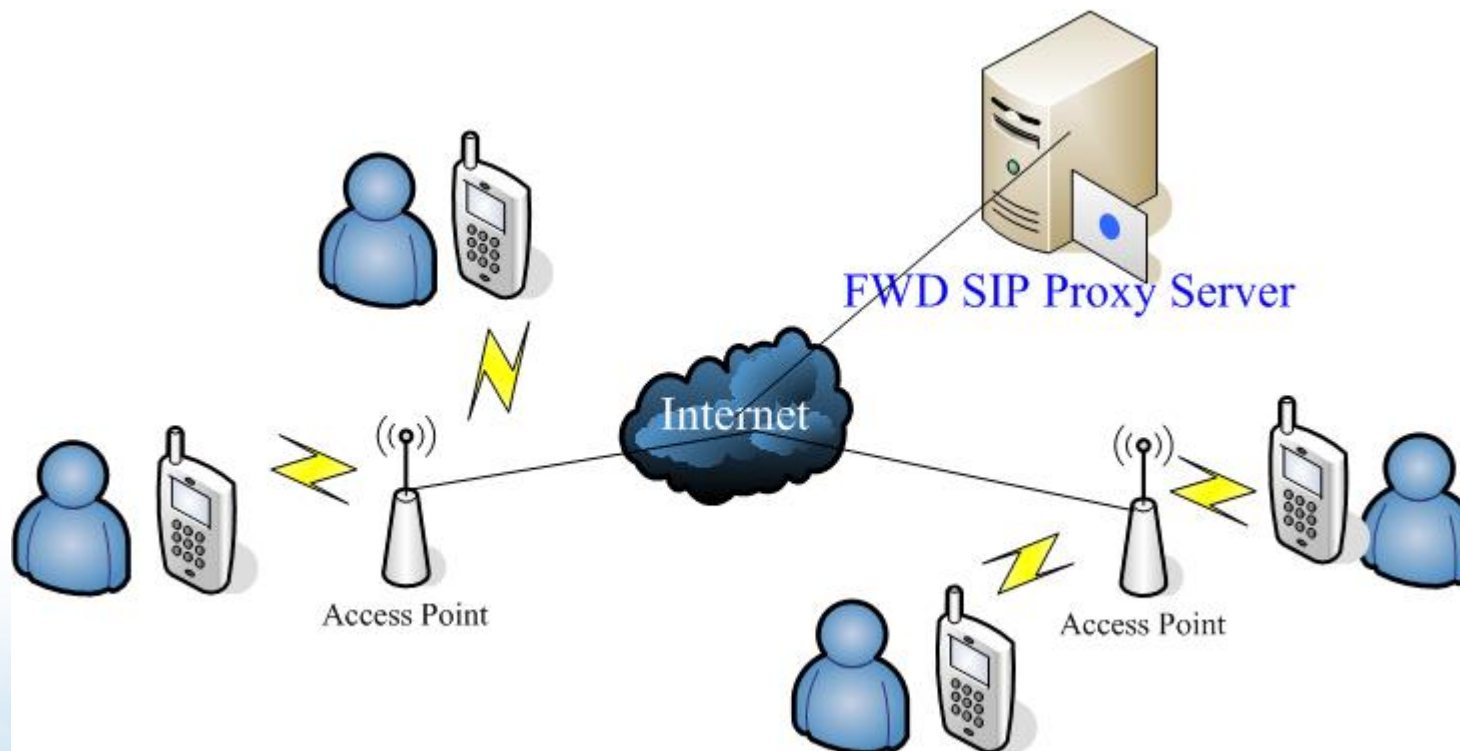 FWD SIP Proxy Server
Internet
Access Point
Access Point